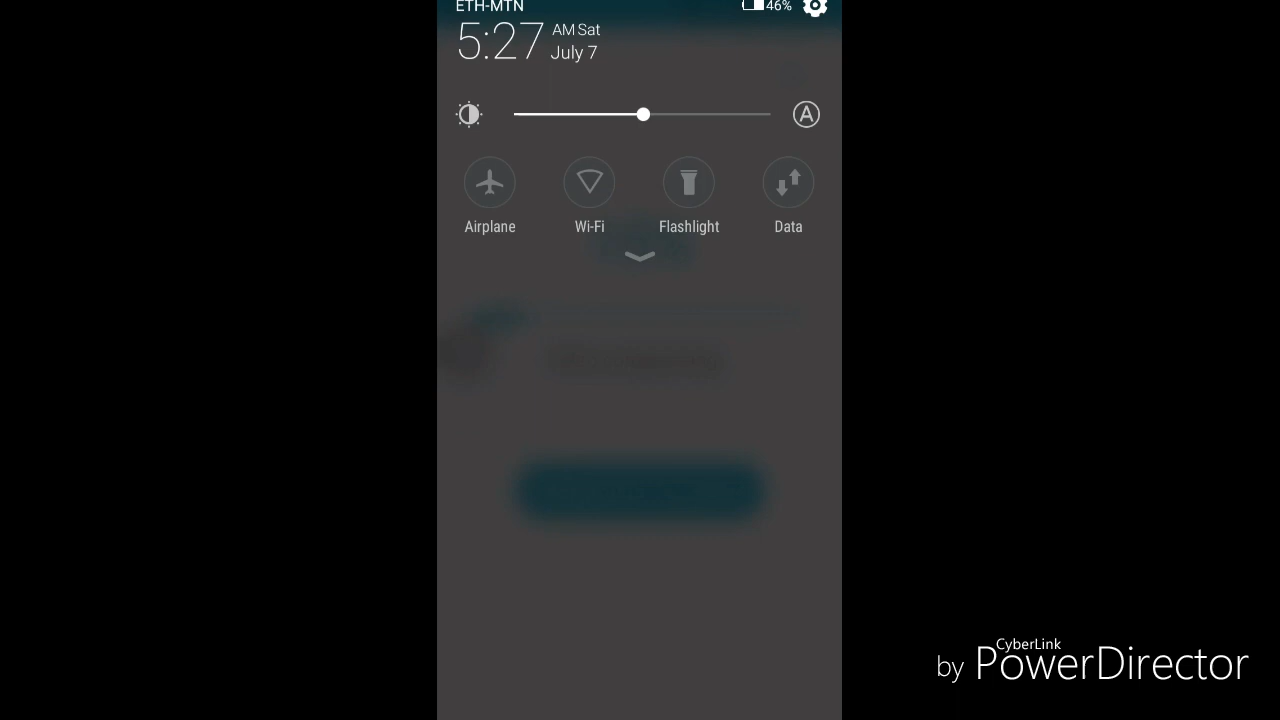 ETH-MTN 46%
5:27 AM Sat
July 7
A
Airplane Wi-Fi Flashlight Data
CyberLink
by PowerDirector